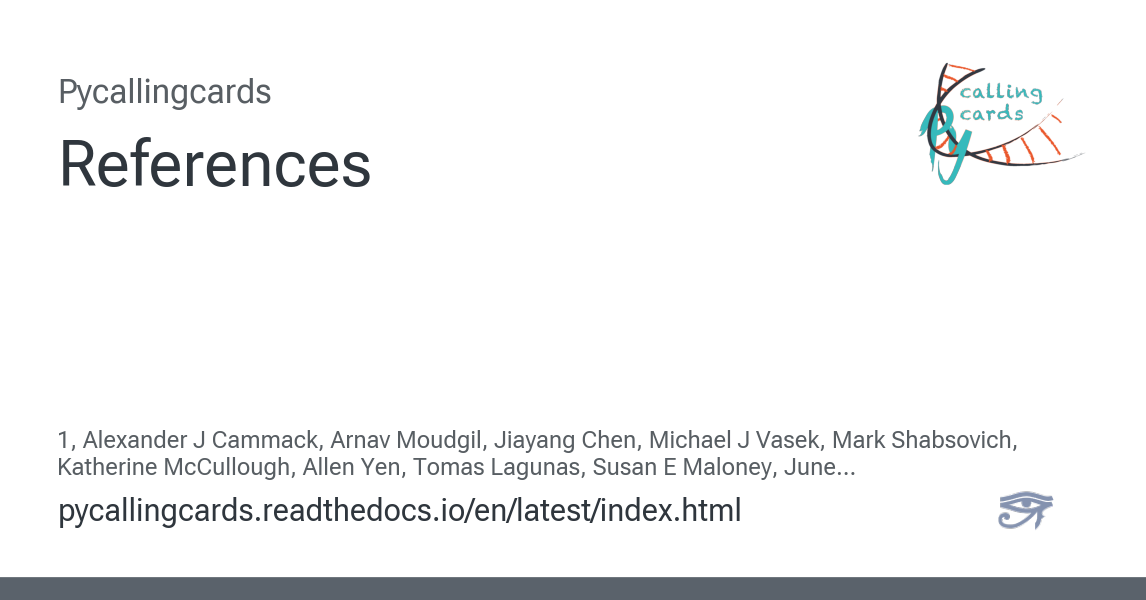 Pycallingcards
References
calling
cards
Py
1, Alexander J Cammack, Arnav Moudgil, Jiayang Chen, Michael J Vasek, Mark Shabsovich,
Katherine McCullough, Allen Yen, Tomas Lagunas, Susan E Maloney, June...
pycallingcards.readthedocs.io/en/latest/index.html